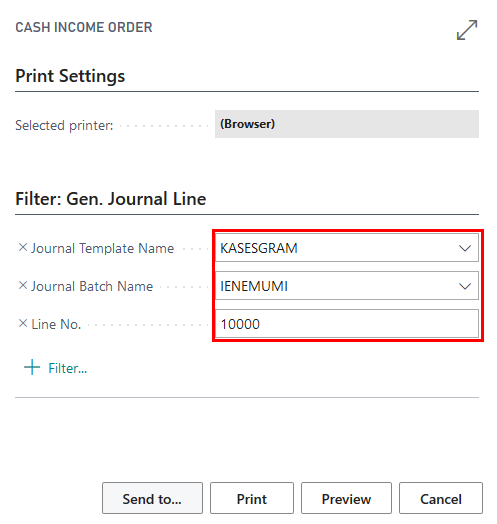 CASH INCOME ORDER
Print Settings
Selected printer: (Browser)
Filter: Gen. Journal Line
Journal Template Name KASESGRAM
Journal Batch Name IENEMUMI
Line No. 10000
Filter...
Send to... Print Preview Cancel